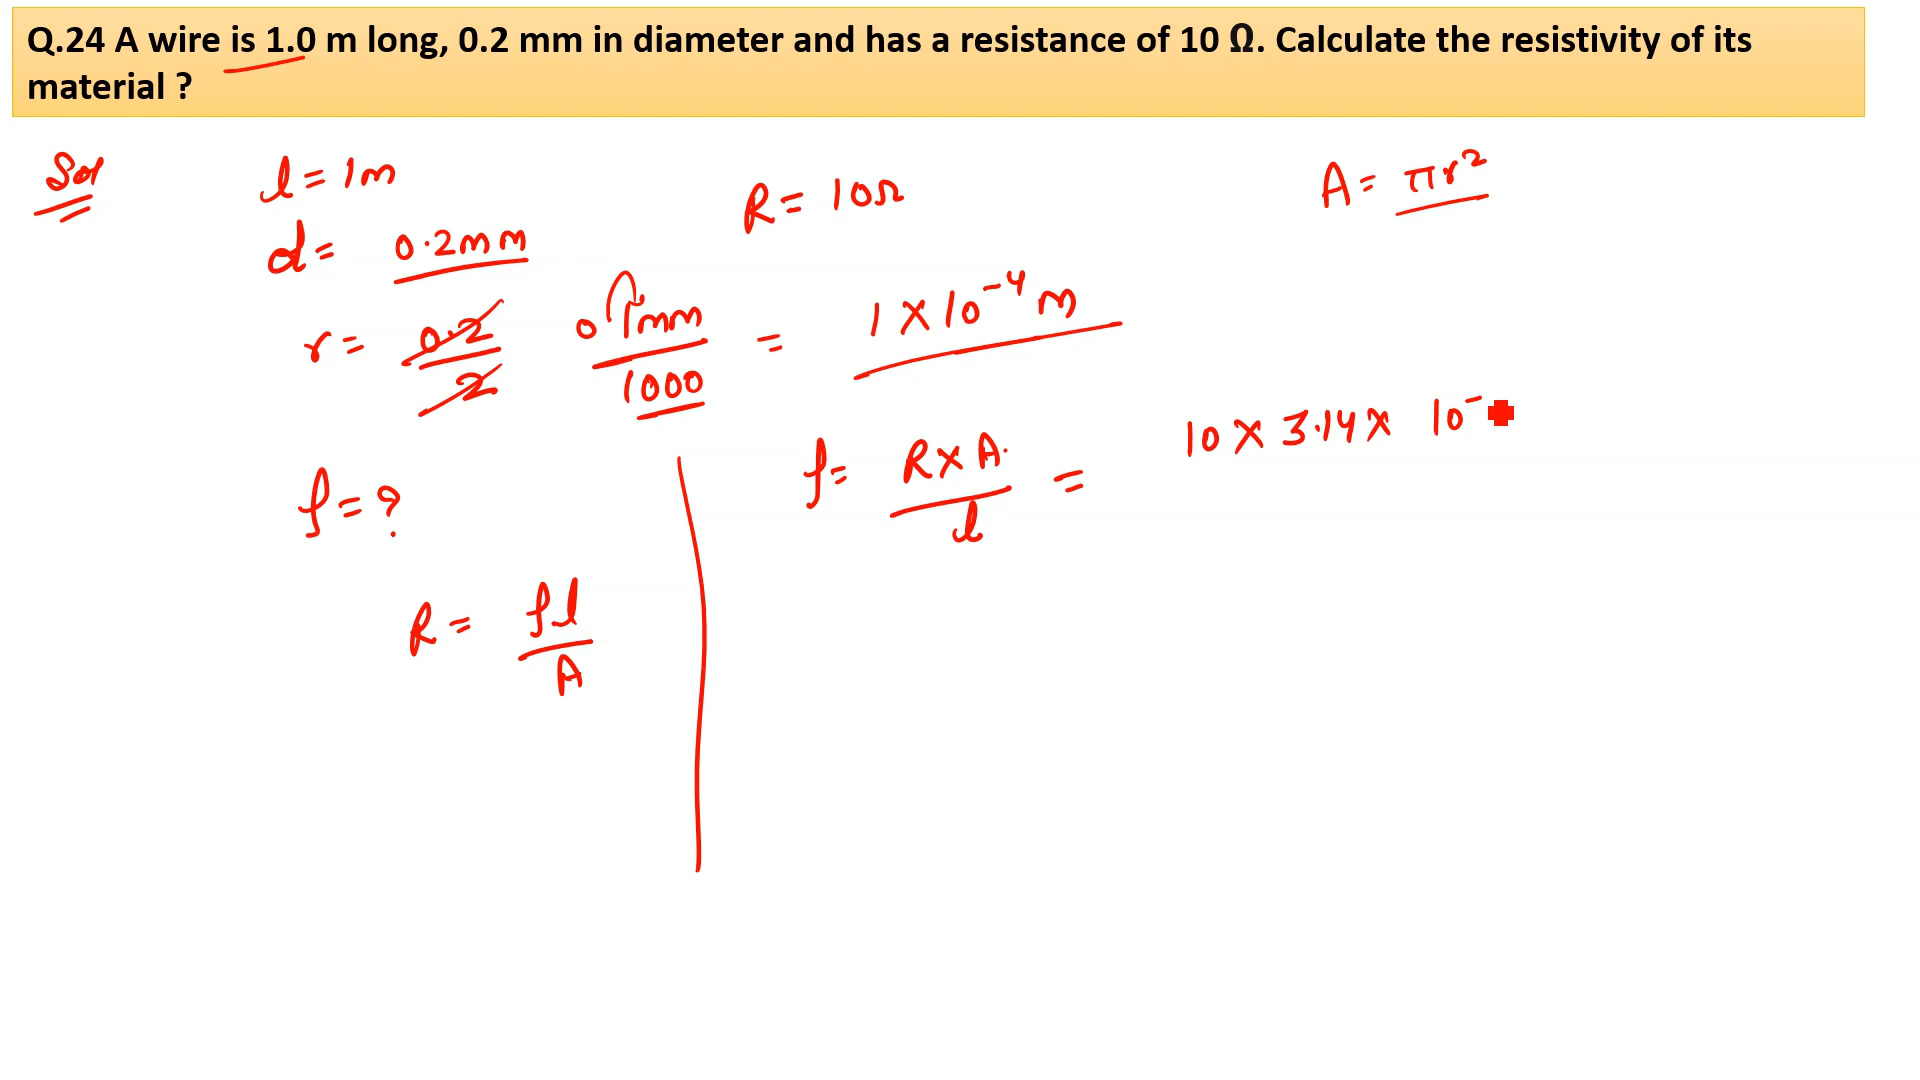 Q.24 A wire is 1.0 m long, 0.2 mm in diameter and has a resistance of 10 Ω. Calculate the resistivity of its
material ?
Sol
l = 1m
R = 10Ω
A = πr²
d = 0.2mm
r = 0.2/2 0.1mm/1000 = 1 × 10⁻⁴ m
ρ = ?
ρ = R×A/l = 10 × 3.14 × 10⁻
R = ρl/A